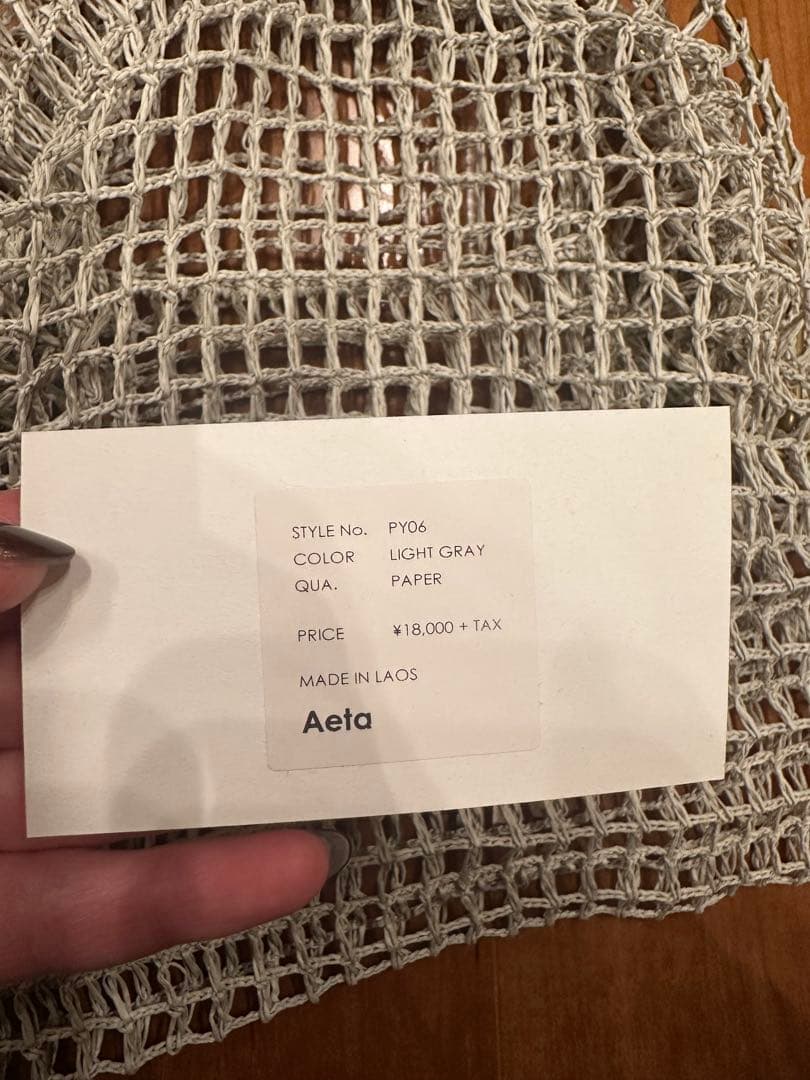 STYLE No. PY06
COLOR LIGHT GRAY
QUA. PAPER
PRICE ¥18,000 + TAX
MADE IN LAOS
Aeta